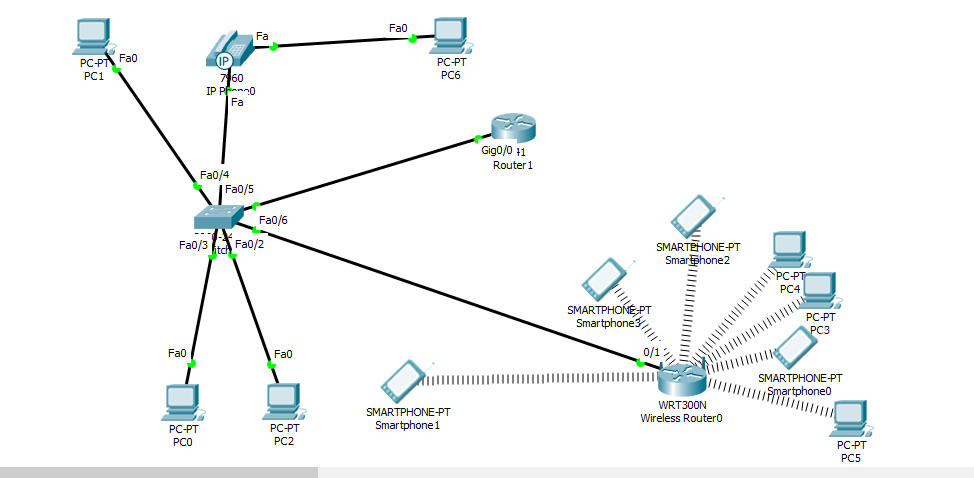 Fa0
PC-PT
PC1
Fa
Fa0
PC-PT
PC6
IP
7960
Fa
Gig0/0
Router1
Fa0/4
Fa0/5
Fa0/6
Fa0/3
Fa0/2
SMARTPHONE-PT
Smartphone2
PC-PT
PC4
SMARTPHONE-PT
Smartphone3
PC-PT
PC3
Fa0
Fa0
0/1
SMARTPHONE-PT
Smartphone0
WRT300N
Wireless Router0
SMARTPHONE-PT
Smartphone1
PC-PT
PC0
PC-PT
PC2
PC-PT
PC5